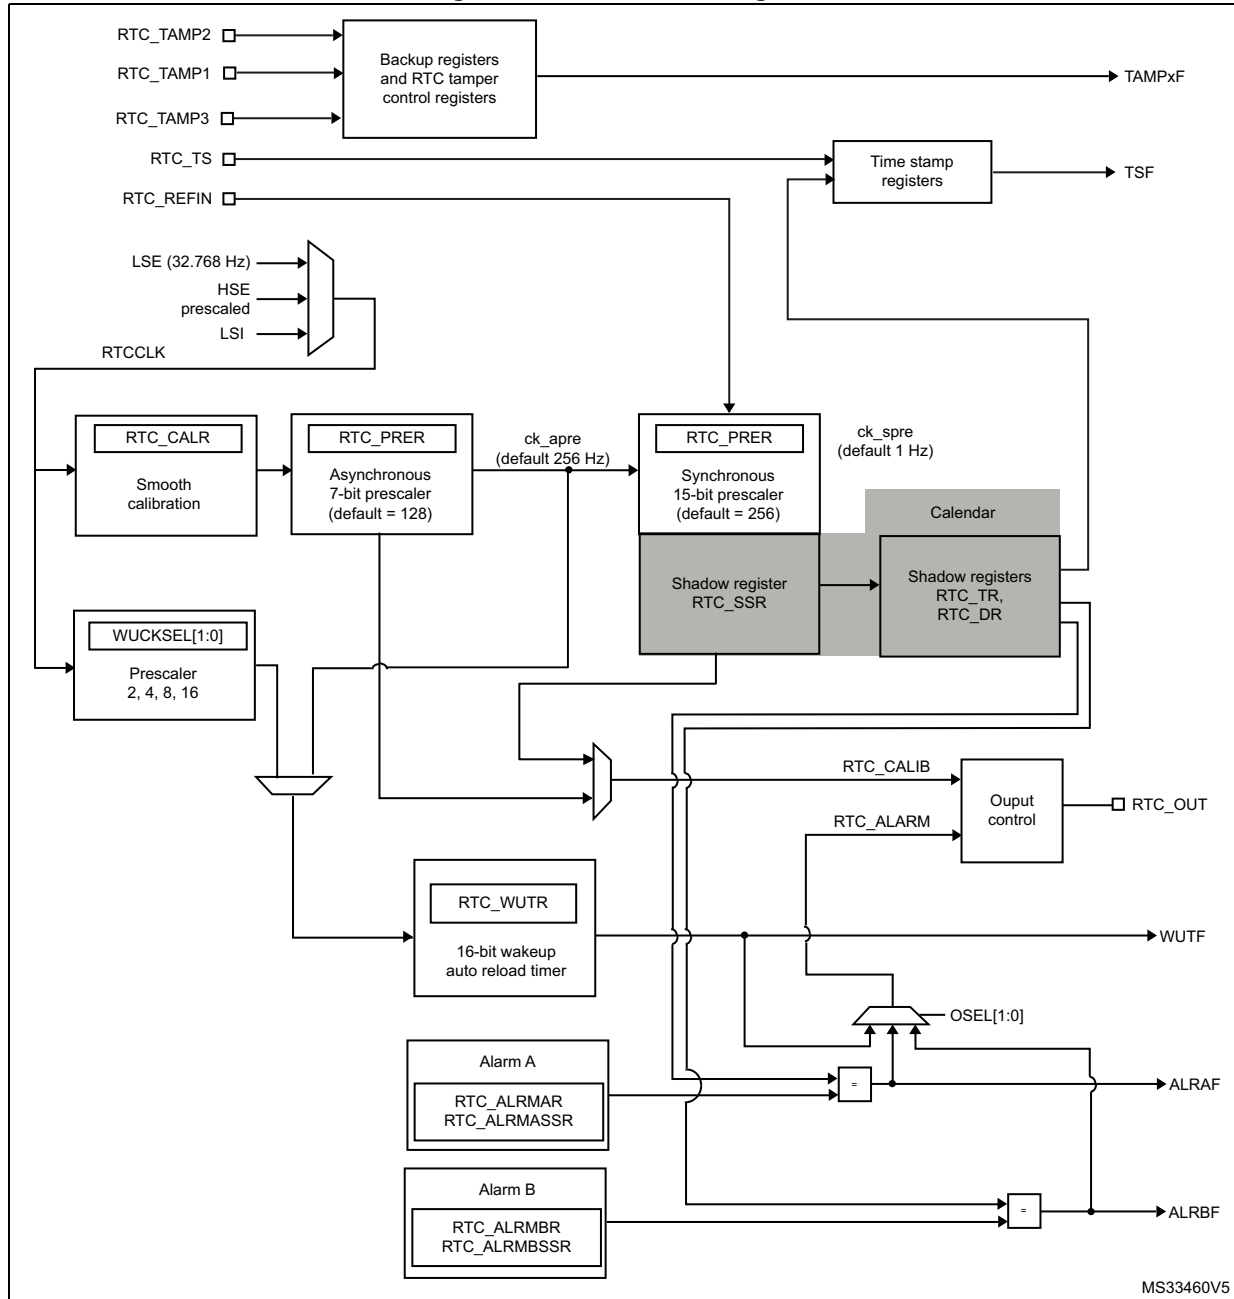 RTC_TAMP2
RTC_TAMP1
RTC_TAMP3
Backup registers
and RTC tamper
control registers
TAMPxF
RTC_TS
Time stamp
registers
TSF
RTC_REFIN
LSE (32.768 Hz)
HSE
prescaled
LSI
RTCCLK
RTC_CALR
Smooth
calibration
RTC_PRER
Asynchronous
7-bit prescaler
(default = 128)
ck_apre
(default 256 Hz)
RTC_PRER
Synchronous
15-bit prescaler
(default = 256)
ck_spre
(default 1 Hz)
Calendar
Shadow register
RTC_SSR
Shadow registers
RTC_TR,
RTC_DR
WUCKSEL[1:0]
Prescaler
2, 4, 8, 16
RTC_CALIB
RTC_ALARM
Ouput
control
RTC_OUT
RTC_WUTR
16-bit wakeup
auto reload timer
WUTF
OSEL[1:0]
Alarm A
RTC_ALRMAR
RTC_ALRMASSR
=
ALRAF
Alarm B
RTC_ALRMBR
RTC_ALRMBSSR
=
ALRBF
MS33460V5